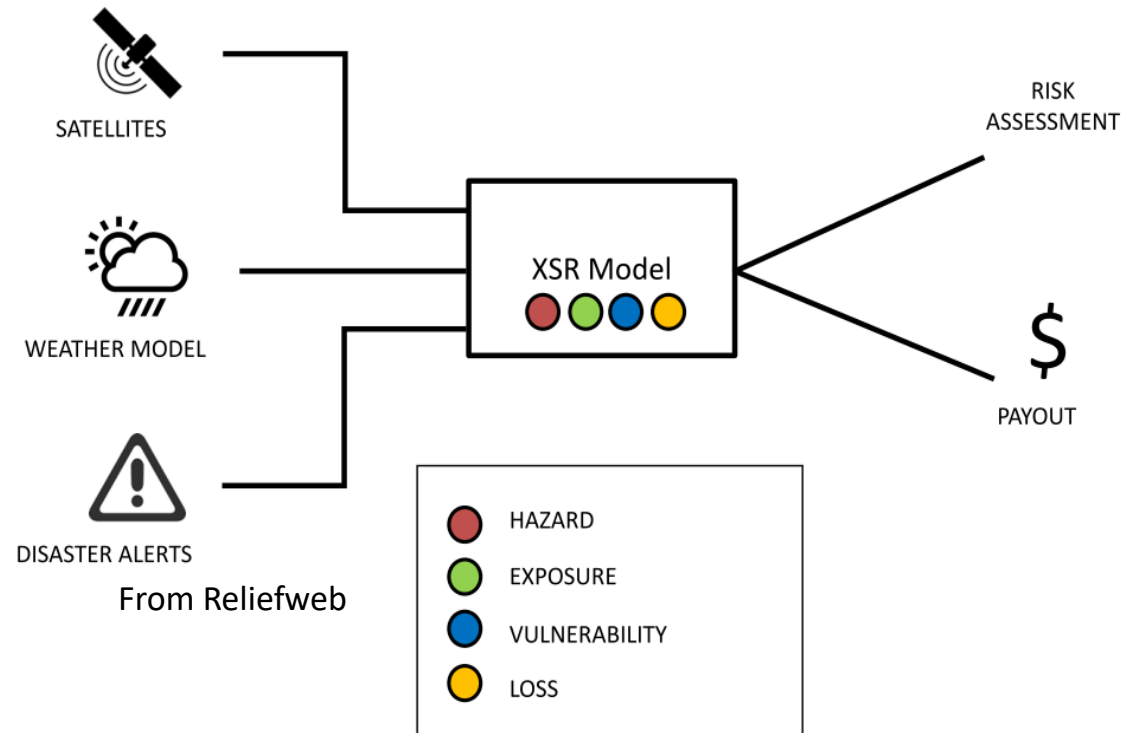 SATELLITES
WEATHER MODEL
DISASTER ALERTS
From Reliefweb
XSR Model
RISK
ASSESSMENT
$
PAYOUT
HAZARD
EXPOSURE
VULNERABILITY
LOSS